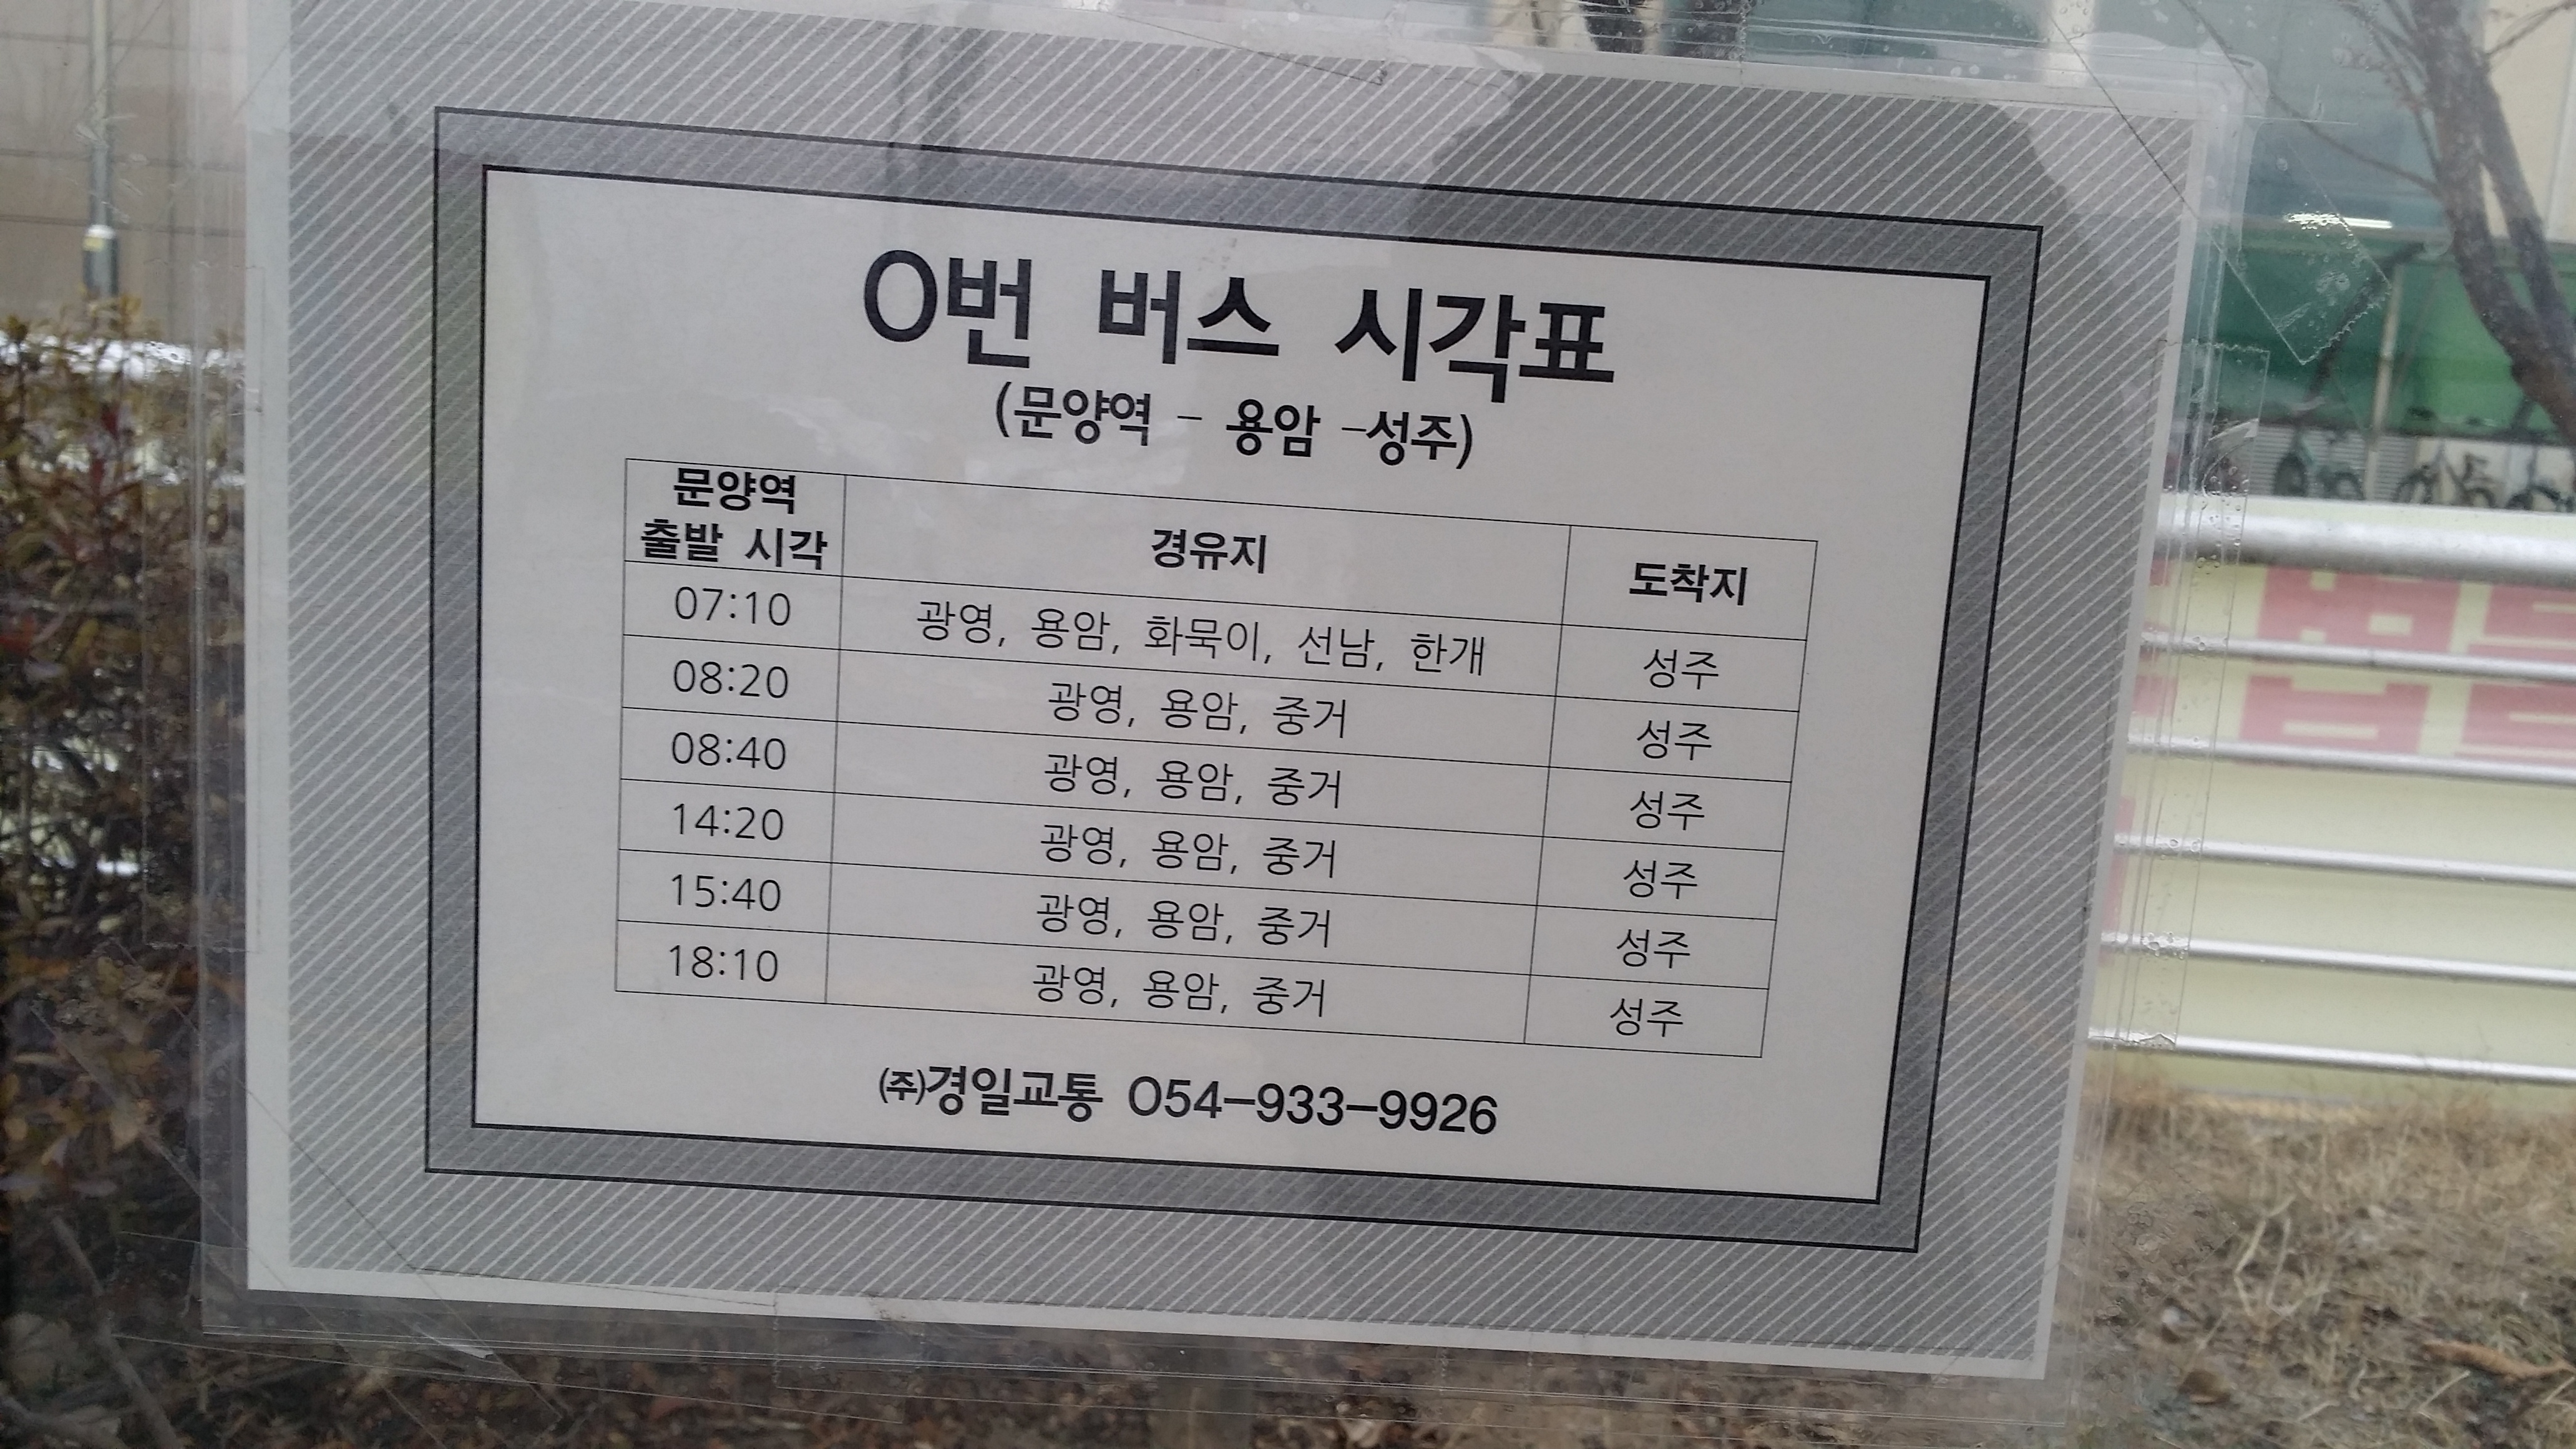 0번 버스 시각표
(문양역 - 용암 -성주)
문양역 출발 시각 경유지 도착지
07:10 광영, 용암, 화묵이, 선남, 한개 성주
08:20 광영, 용암, 중거 성주
08:40 광영, 용암, 중거 성주
14:20 광영, 용암, 중거 성주
15:40 광영, 용암, 중거 성주
18:10 광영, 용암, 중거 성주
㈜경일교통 054-933-9926